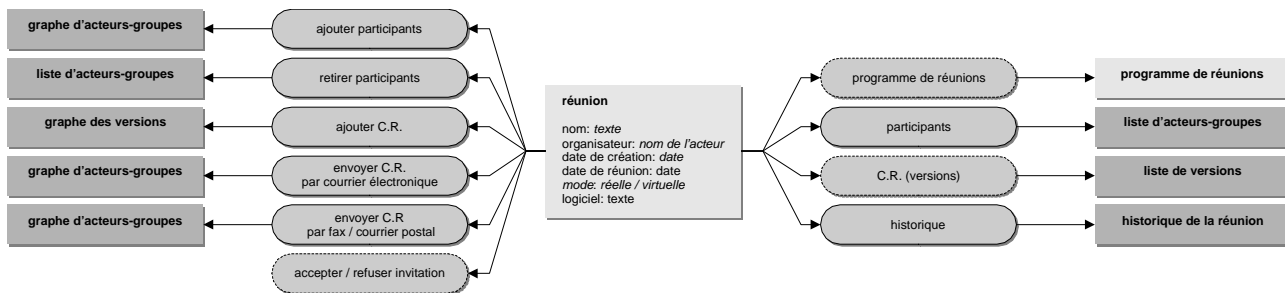 graphe d'acteurs-groupes
ajouter participants
liste d'acteurs-groupes
retirer participants
graphe des versions
ajouter C.R.
graphe d'acteurs-groupes
envoyer C.R.
par courrier électronique
graphe d'acteurs-groupes
envoyer C.R
par fax / courrier postal
accepter / refuser invitation
réunion
nom: texte
organisateur: nom de l'acteur
date de création: date
date de réunion: date
mode: réelle / virtuelle
logiciel: texte
programme de réunions
programme de réunions
participants
liste d'acteurs-groupes
C.R. (versions)
liste de versions
historique
historique de la réunion